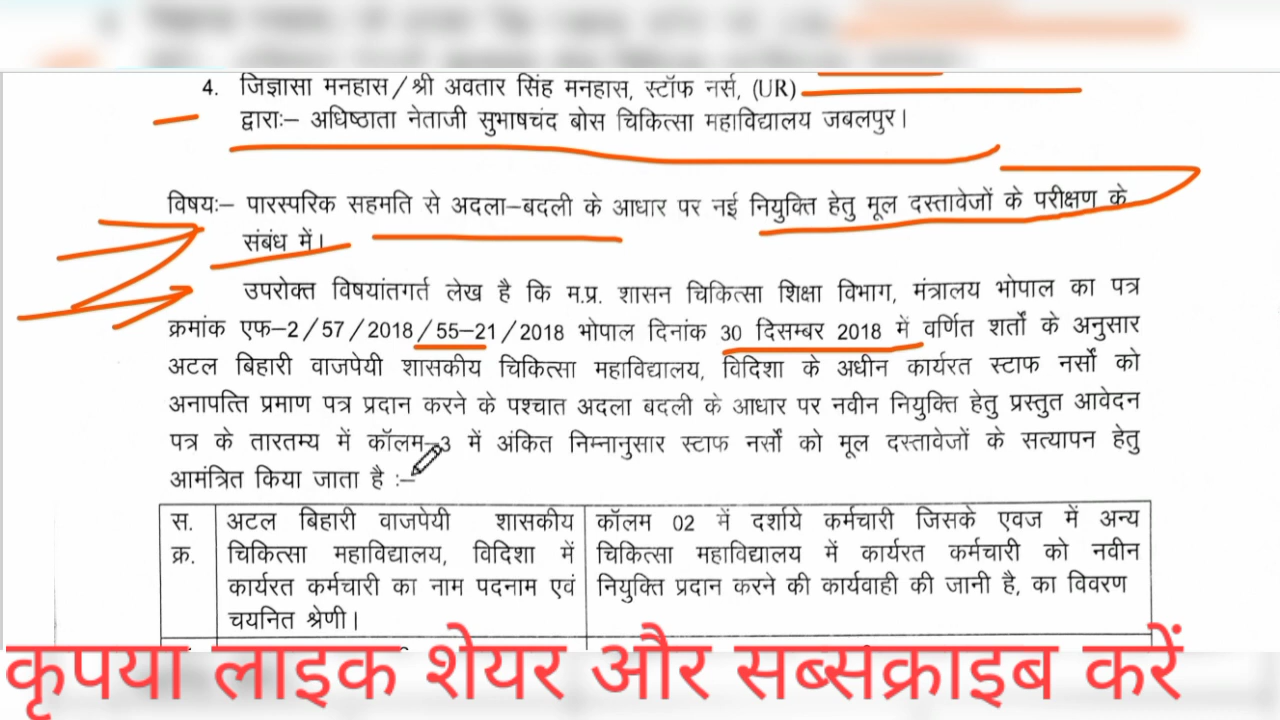 4. जिज्ञासा मनहास/श्री अवतार सिंह मनहास, स्टॉफ नर्स, (UR)
द्वाराः– अधिष्ठाता नेताजी सुभाषचंद बोस चिकित्सा महाविद्यालय जबलपुर।
विषयः– पारस्परिक सहमति से अदला–बदली के आधार पर नई नियुक्ति हेतु मूल दस्तावेजों के परीक्षण के
संबंध में।
उपरोक्त विषयांतगर्त लेख है कि म.प्र. शासन चिकित्सा शिक्षा विभाग, मंत्रालय भोपाल का पत्र
क्रमांक एफ–2/57/2018/55–21/2018 भोपाल दिनांक 30 दिसम्बर 2018 में वर्णित शर्तों के अनुसार
अटल बिहारी वाजपेयी शासकीय चिकित्सा महाविद्यालय, विदिशा के अधीन कार्यरत स्टाफ नर्सों को
अनापत्ति प्रमाण पत्र प्रदान करने के पश्चात अदला बदली के आधार पर नवीन नियुक्ति हेतु प्रस्तुत आवेदन
पत्र के तारतम्य में कॉलम–3 में अंकित निम्नानुसार स्टाफ नर्सों को मूल दस्तावेजों के सत्यापन हेतु
आमंत्रित किया जाता है :–
स. अटल बिहारी वाजपेयी शासकीय कॉलम 02 में दर्शाये कर्मचारी जिसके एवज में अन्य
क्र. चिकित्सा महाविद्यालय, विदिशा में चिकित्सा महाविद्यालय में कार्यरत कर्मचारी को नवीन
कार्यरत कर्मचारी का नाम पदनाम एवं नियुक्ति प्रदान करने की कार्यवाही की जानी है, का विवरण
चयनित श्रेणी।
कृपया लाइक शेयर और सब्सक्राइब करें